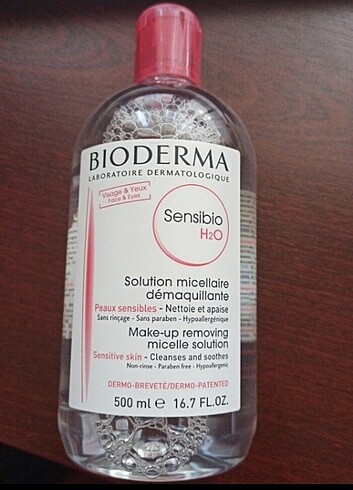 BIODERMA
LABORATOIRE DERMATOLOGIQUE
Visage & Yeux
Face & Eyes
Sensibio
H2O
Solution micellaire
démaquillante
Peaux sensibles - Nettoie et apaise
Sans rinçage - Sans paraben - Hypoallergénique
Make-up removing
micelle solution
Sensitive skin - Cleanses and soothes
Non-rinse - Paraben free - Hypoallergenic
DERMO-BREVETÉ/DERMO-PATENTED
500 ml e 16.7 FL.OZ.